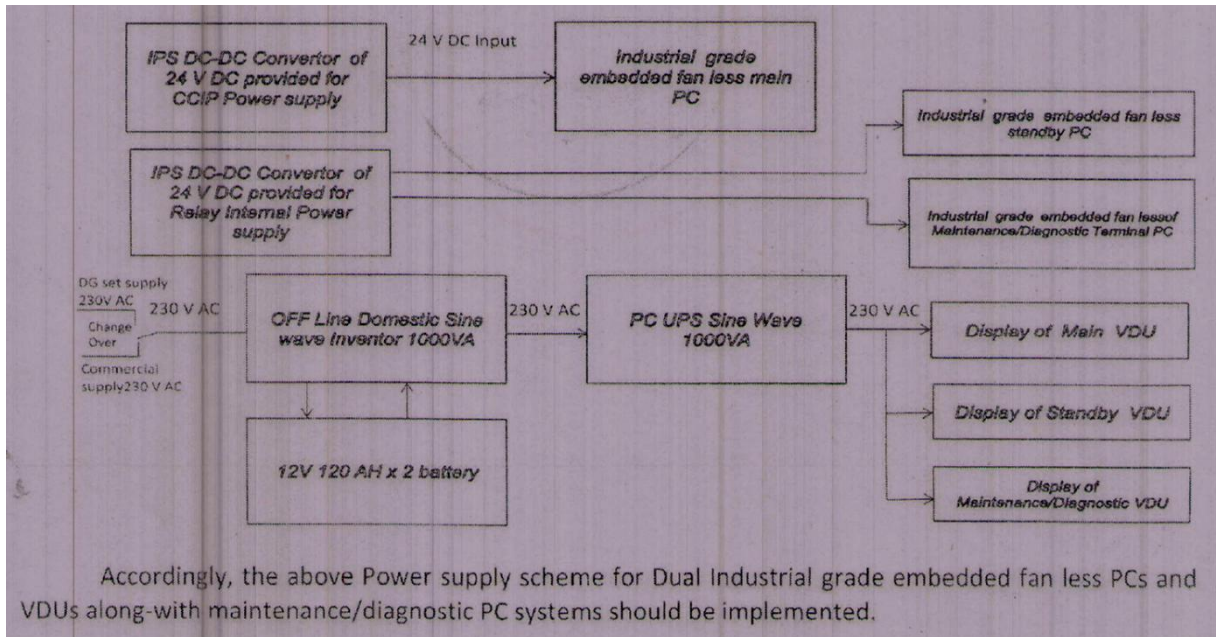 IPS DC-DC Convertor of
24 V DC provided for
CCIP Power supply
24 V DC Input
Industrial grade
embedded fan less main
PC
Industrial grade embedded fan less
standby PC
IPS DC-DC Convertor of
24 V DC provided for
Relay Internal Power
supply
Industrial grade embedded fan lessof
Maintenance/Diagnostic Terminal PC
DG set supply
230V AC
Change
Over
Commercial
supply230 V AC
230 V AC
OFF Line Domestic Sine
wave Inventor 1000VA
230 V AC
PC UPS Sine Wave
1000VA
230 V AC
Display of Main VDU
Display of Standby VDU
Display of
Maintenance/Diagnostic VDU
12V 120 AH x 2 battery
Accordingly, the above Power supply scheme for Dual Industrial grade embedded fan less PCs and
VDUs along-with maintenance/diagnostic PC systems should be implemented.